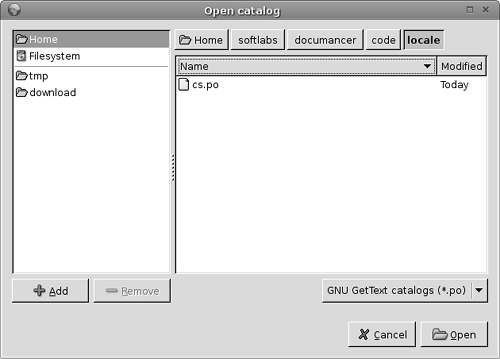 Open catalog
Home
Filesystem
tmp
download
Home softlabs documancer code locale
Name Modified
cs.po Today
Add Remove GNU GetText catalogs (*.po)
Cancel Open